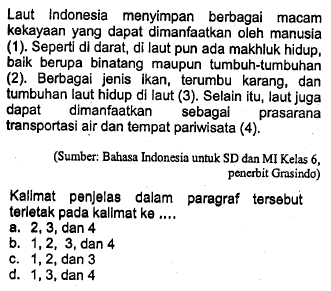 Laut Indonesia menyimpan berbagai macam
kekayaan yang dapat dimanfaatkan oleh manusia
(1). Seperti di darat, di laut pun ada makhluk hidup,
baik berupa binatang maupun tumbuh-tumbuhan
(2). Berbagai jenis ikan, terumbu karang, dan
tumbuhan laut hidup di laut (3). Selain itu, laut juga
dapat dimanfaatkan sebagai prasarana
transportasi air dan tempat pariwisata (4).
(Sumber: Bahasa Indonesia untuk SD dan MI Kelas 6,
penerbit Grasindo)
Kalimat penjelas dalam paragraf tersebut
terletak pada kalimat ke ....
a. 2, 3, dan 4
b. 1, 2, 3, dan 4
c. 1, 2, dan 3
d. 1, 3, dan 4